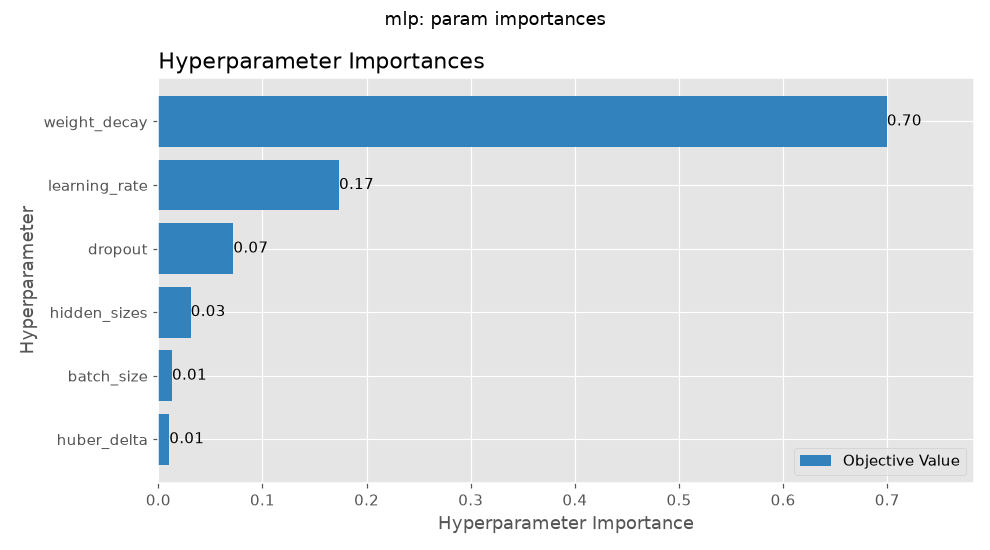 mlp: param importances
Hyperparameter Importances
Hyperparameter
weight_decay
0.70
learning_rate
0.17
dropout
0.07
hidden_sizes
0.03
batch_size
0.01
huber_delta
0.01
Objective Value
0.0 0.1 0.2 0.3 0.4 0.5 0.6 0.7
Hyperparameter Importance